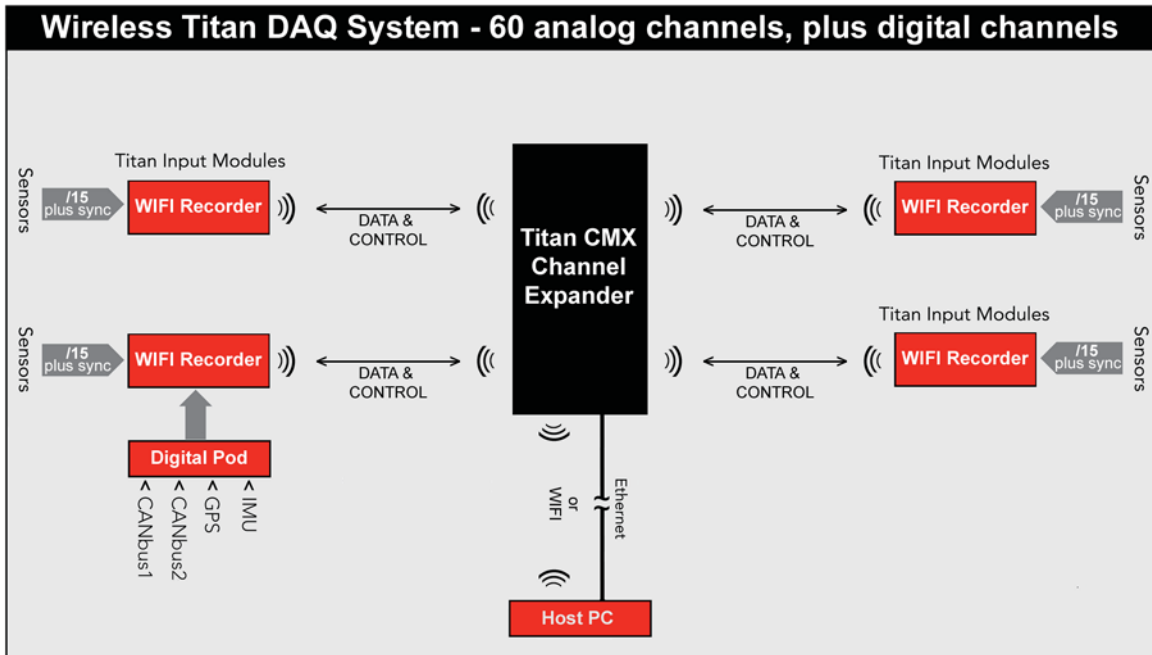 Wireless Titan DAQ System - 60 analog channels, plus digital channels
Titan Input Modules
Sensors
/15
plus sync
WIFI Recorder
DATA &
CONTROL
Titan CMX
Channel
Expander
DATA &
CONTROL
Titan Input Modules
WIFI Recorder
/15
plus sync
Sensors
Sensors
/15
plus sync
WIFI Recorder
DATA &
CONTROL
DATA &
CONTROL
Titan Input Modules
WIFI Recorder
/15
plus sync
Sensors
Digital Pod
< CANbus1
< CANbus2
< GPS
< IMU
WIFI
or
Ethernet
Host PC